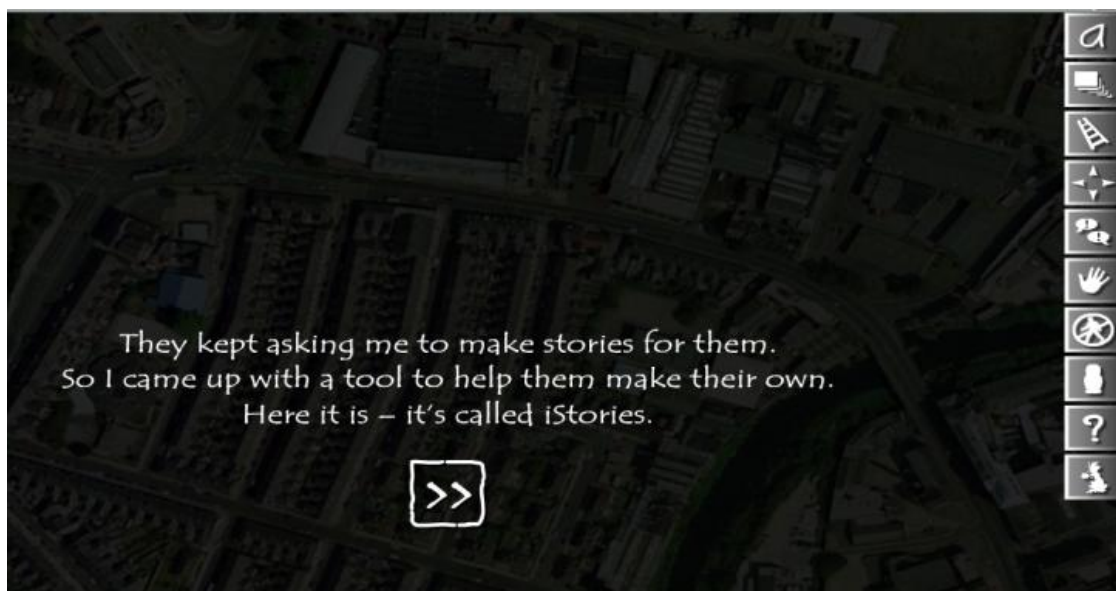 a
They kept asking me to make stories for them.
So I came up with a tool to help them make their own.
Here it is – it's called iStories.
>>
?